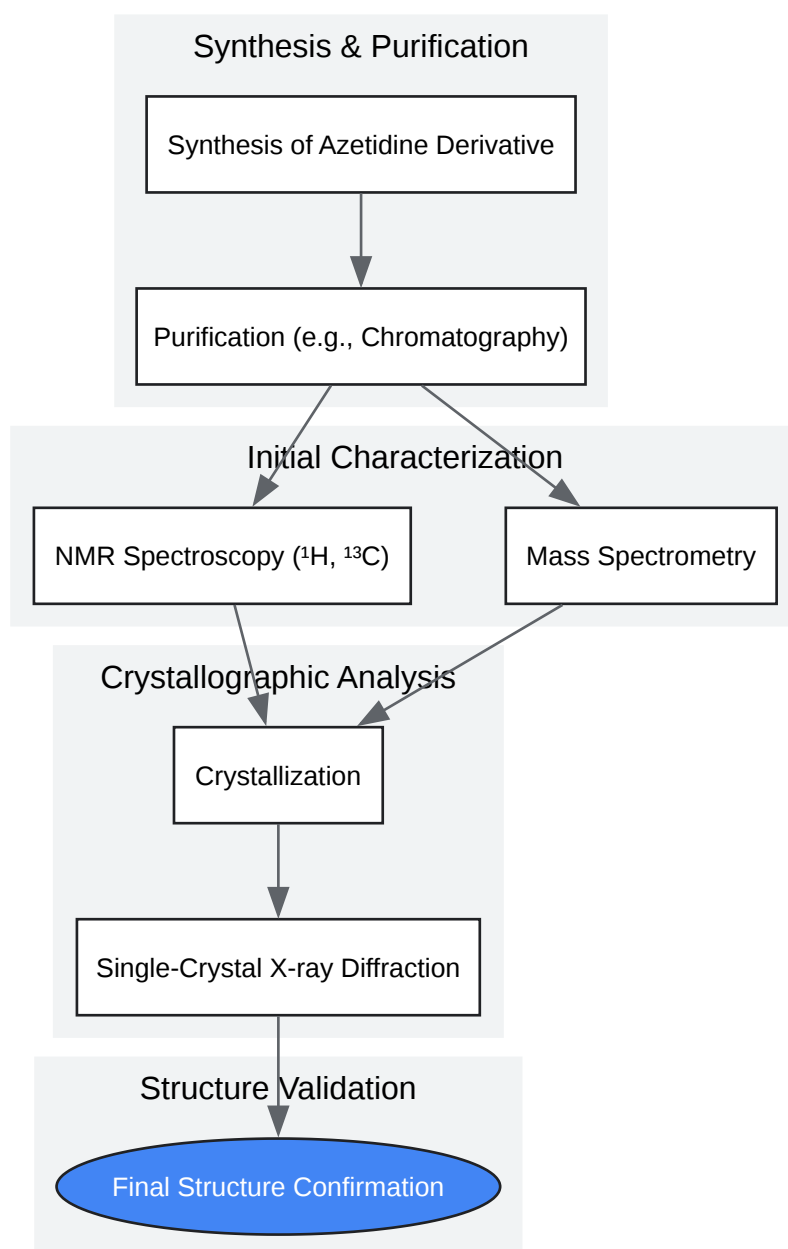 Synthesis & Purification
Synthesis of Azetidine Derivative
Purification (e.g., Chromatography)
Initial Characterization
NMR Spectroscopy (¹H, ¹³C)
Mass Spectrometry
Crystallographic Analysis
Crystallization
Single-Crystal X-ray Diffraction
Structure Validation
Final Structure Confirmation